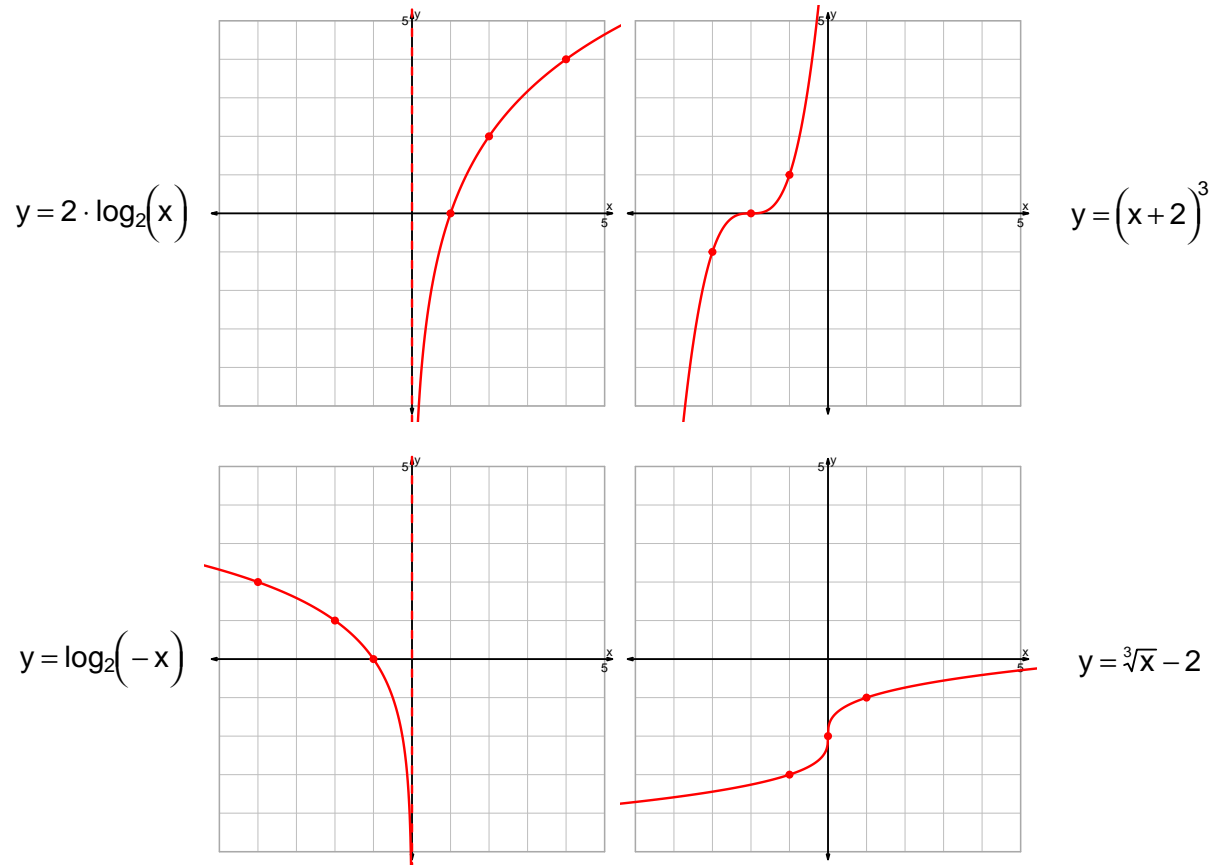 5 y
x
5
y = 2 · log₂(x)
5 y
x
5
y = (x + 2)³
5 y
x
5
y = log₂(− x)
5 y
x
5
y = ∛x − 2